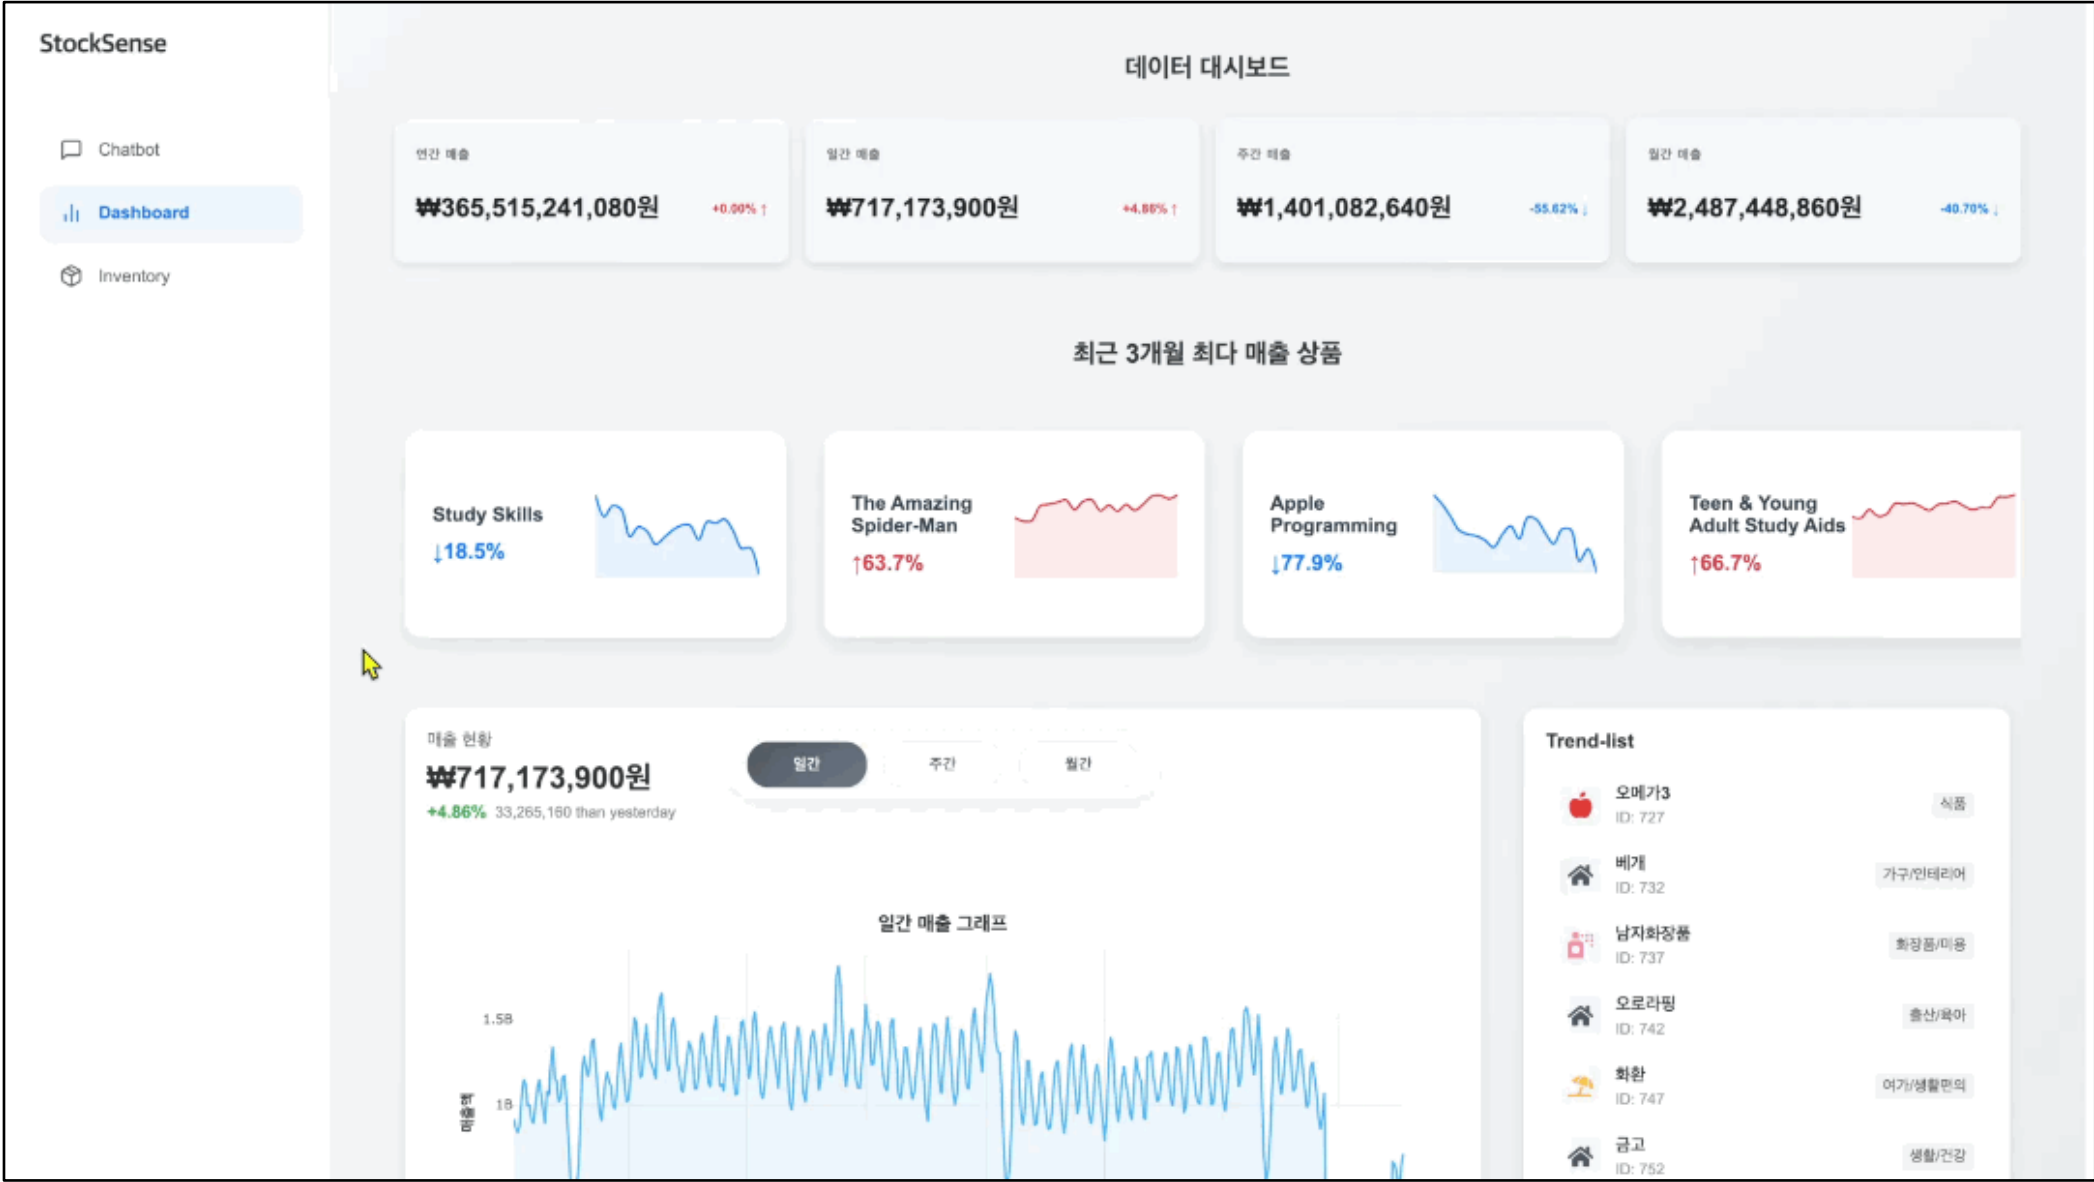 StockSense
Chatbot
Dashboard
Inventory
데이터 대시보드
연간 매출
₩365,515,241,080원
+0.00% ↑
일간 매출
₩717,173,900원
+4.86% ↑
주간 매출
₩1,401,082,640원
-55.62% ↓
월간 매출
₩2,487,448,860원
-40.70% ↓
최근 3개월 최다 매출 상품
Study Skills
↓18.5%
The Amazing
Spider-Man
↑63.7%
Apple
Programming
↓77.9%
Teen & Young
Adult Study Aids
↑66.7%
매출 현황
₩717,173,900원
+4.86% 33,265,160 than yesterday
일간
주간
월간
일간 매출 그래프
1.5B
1B
매출액
Trend-list
오메가3
ID: 727
식품
베개
ID: 732
가구/인테리어
남자화장품
ID: 737
화장품/미용
오로라핑
ID: 742
출산/육아
화환
ID: 747
여가/생활편의
금고
ID: 752
생활/건강